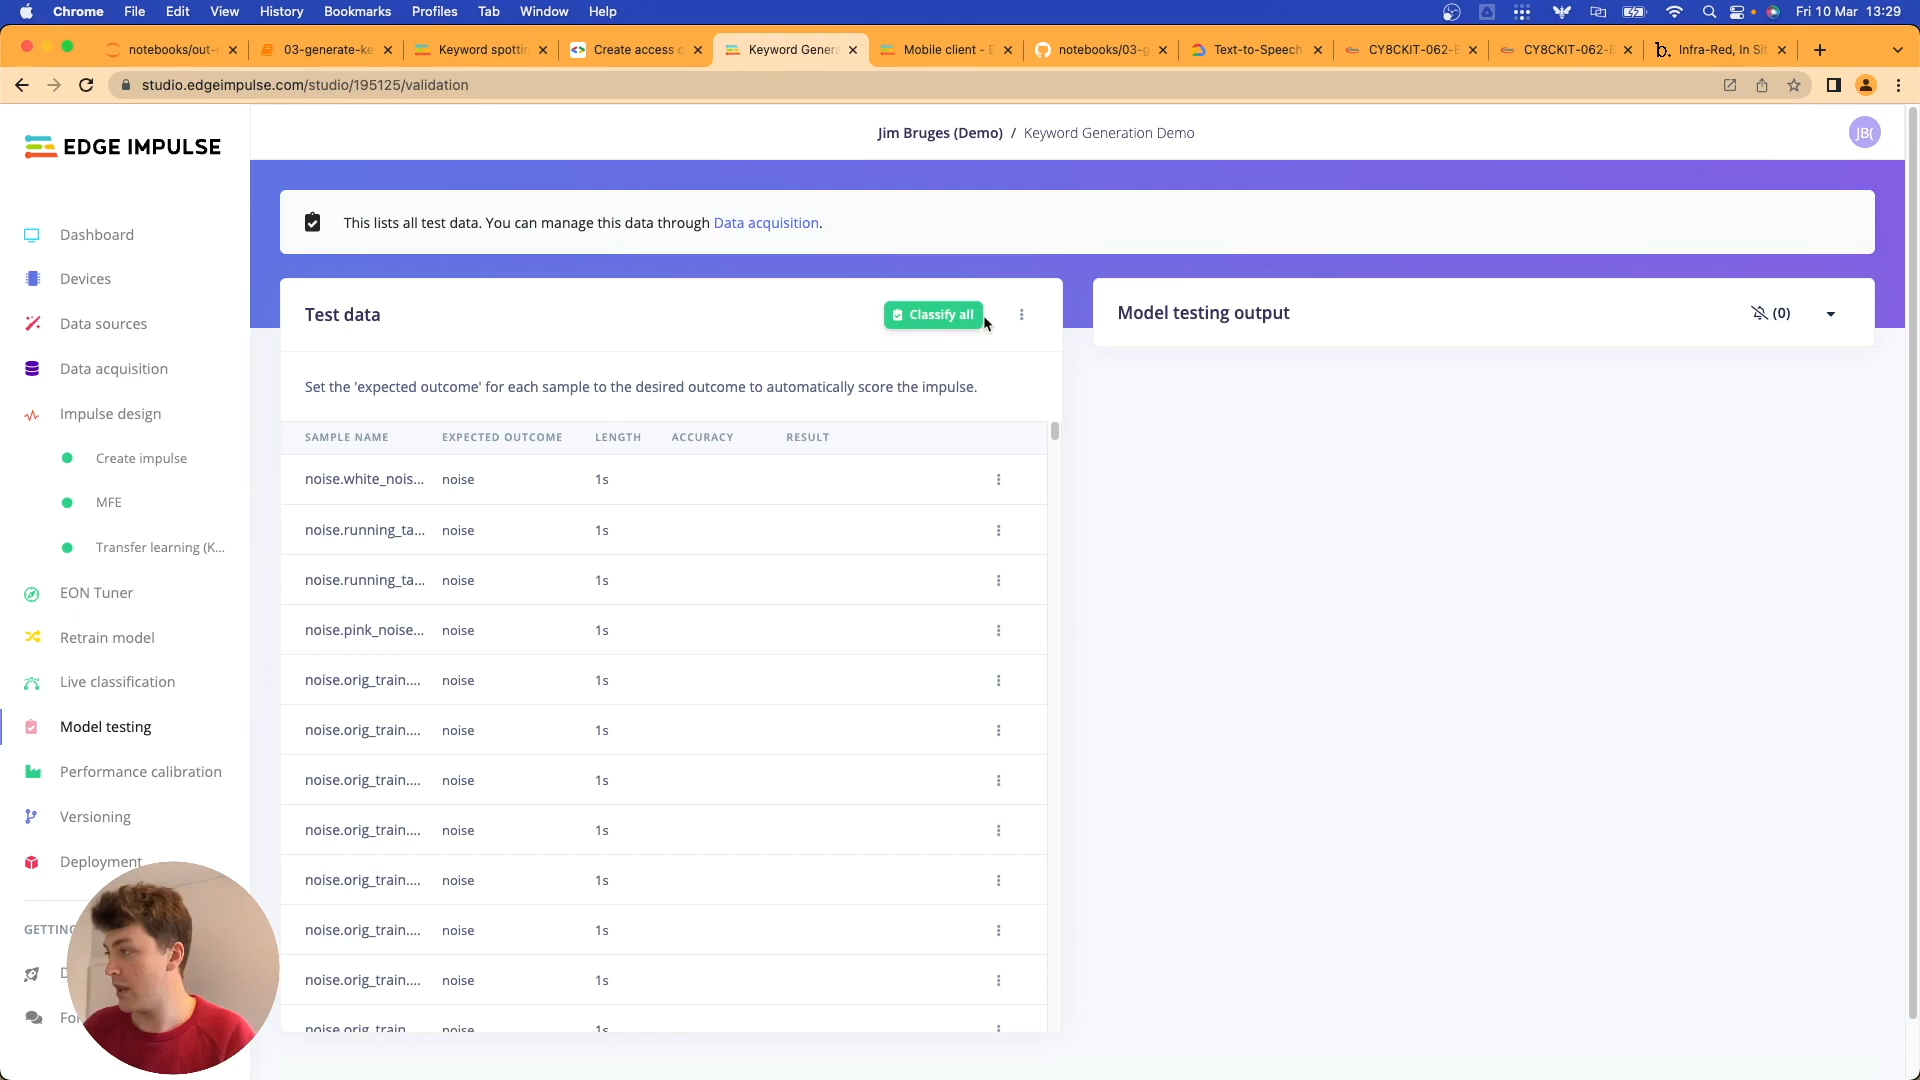 Chrome File Edit View History Bookmarks Profiles Tab Window Help Fri 10 Mar 13:29
notebooks/out- 03-generate-ke Keyword spotti Create access c Keyword Genera Mobile client - E notebooks/03-g Text-to-Speech CY8CKIT-062-B CY8CKIT-062-B Infra-Red, In Sit
studio.edgeimpulse.com/studio/195125/validation
EDGE IMPULSE
Jim Bruges (Demo) / Keyword Generation Demo
JB(
This lists all test data. You can manage this data through Data acquisition.
Dashboard
Devices
Data sources
Data acquisition
Impulse design
Create impulse
MFE
Transfer learning (K...
EON Tuner
Retrain model
Live classification
Model testing
Performance calibration
Versioning
Deployment
GETTING
Test data
Classify all
Set the 'expected outcome' for each sample to the desired outcome to automatically score the impulse.
SAMPLE NAME EXPECTED OUTCOME LENGTH ACCURACY RESULT
noise.white_nois... noise 1s
noise.running_ta... noise 1s
noise.running_ta... noise 1s
noise.pink_noise... noise 1s
noise.orig_train.... noise 1s
noise.orig_train.... noise 1s
noise.orig_train.... noise 1s
noise.orig_train.... noise 1s
noise.orig_train.... noise 1s
noise.orig_train.... noise 1s
noise.orig_train.... noise 1s
noise.orig_train noise 1s
Model testing output
(0)